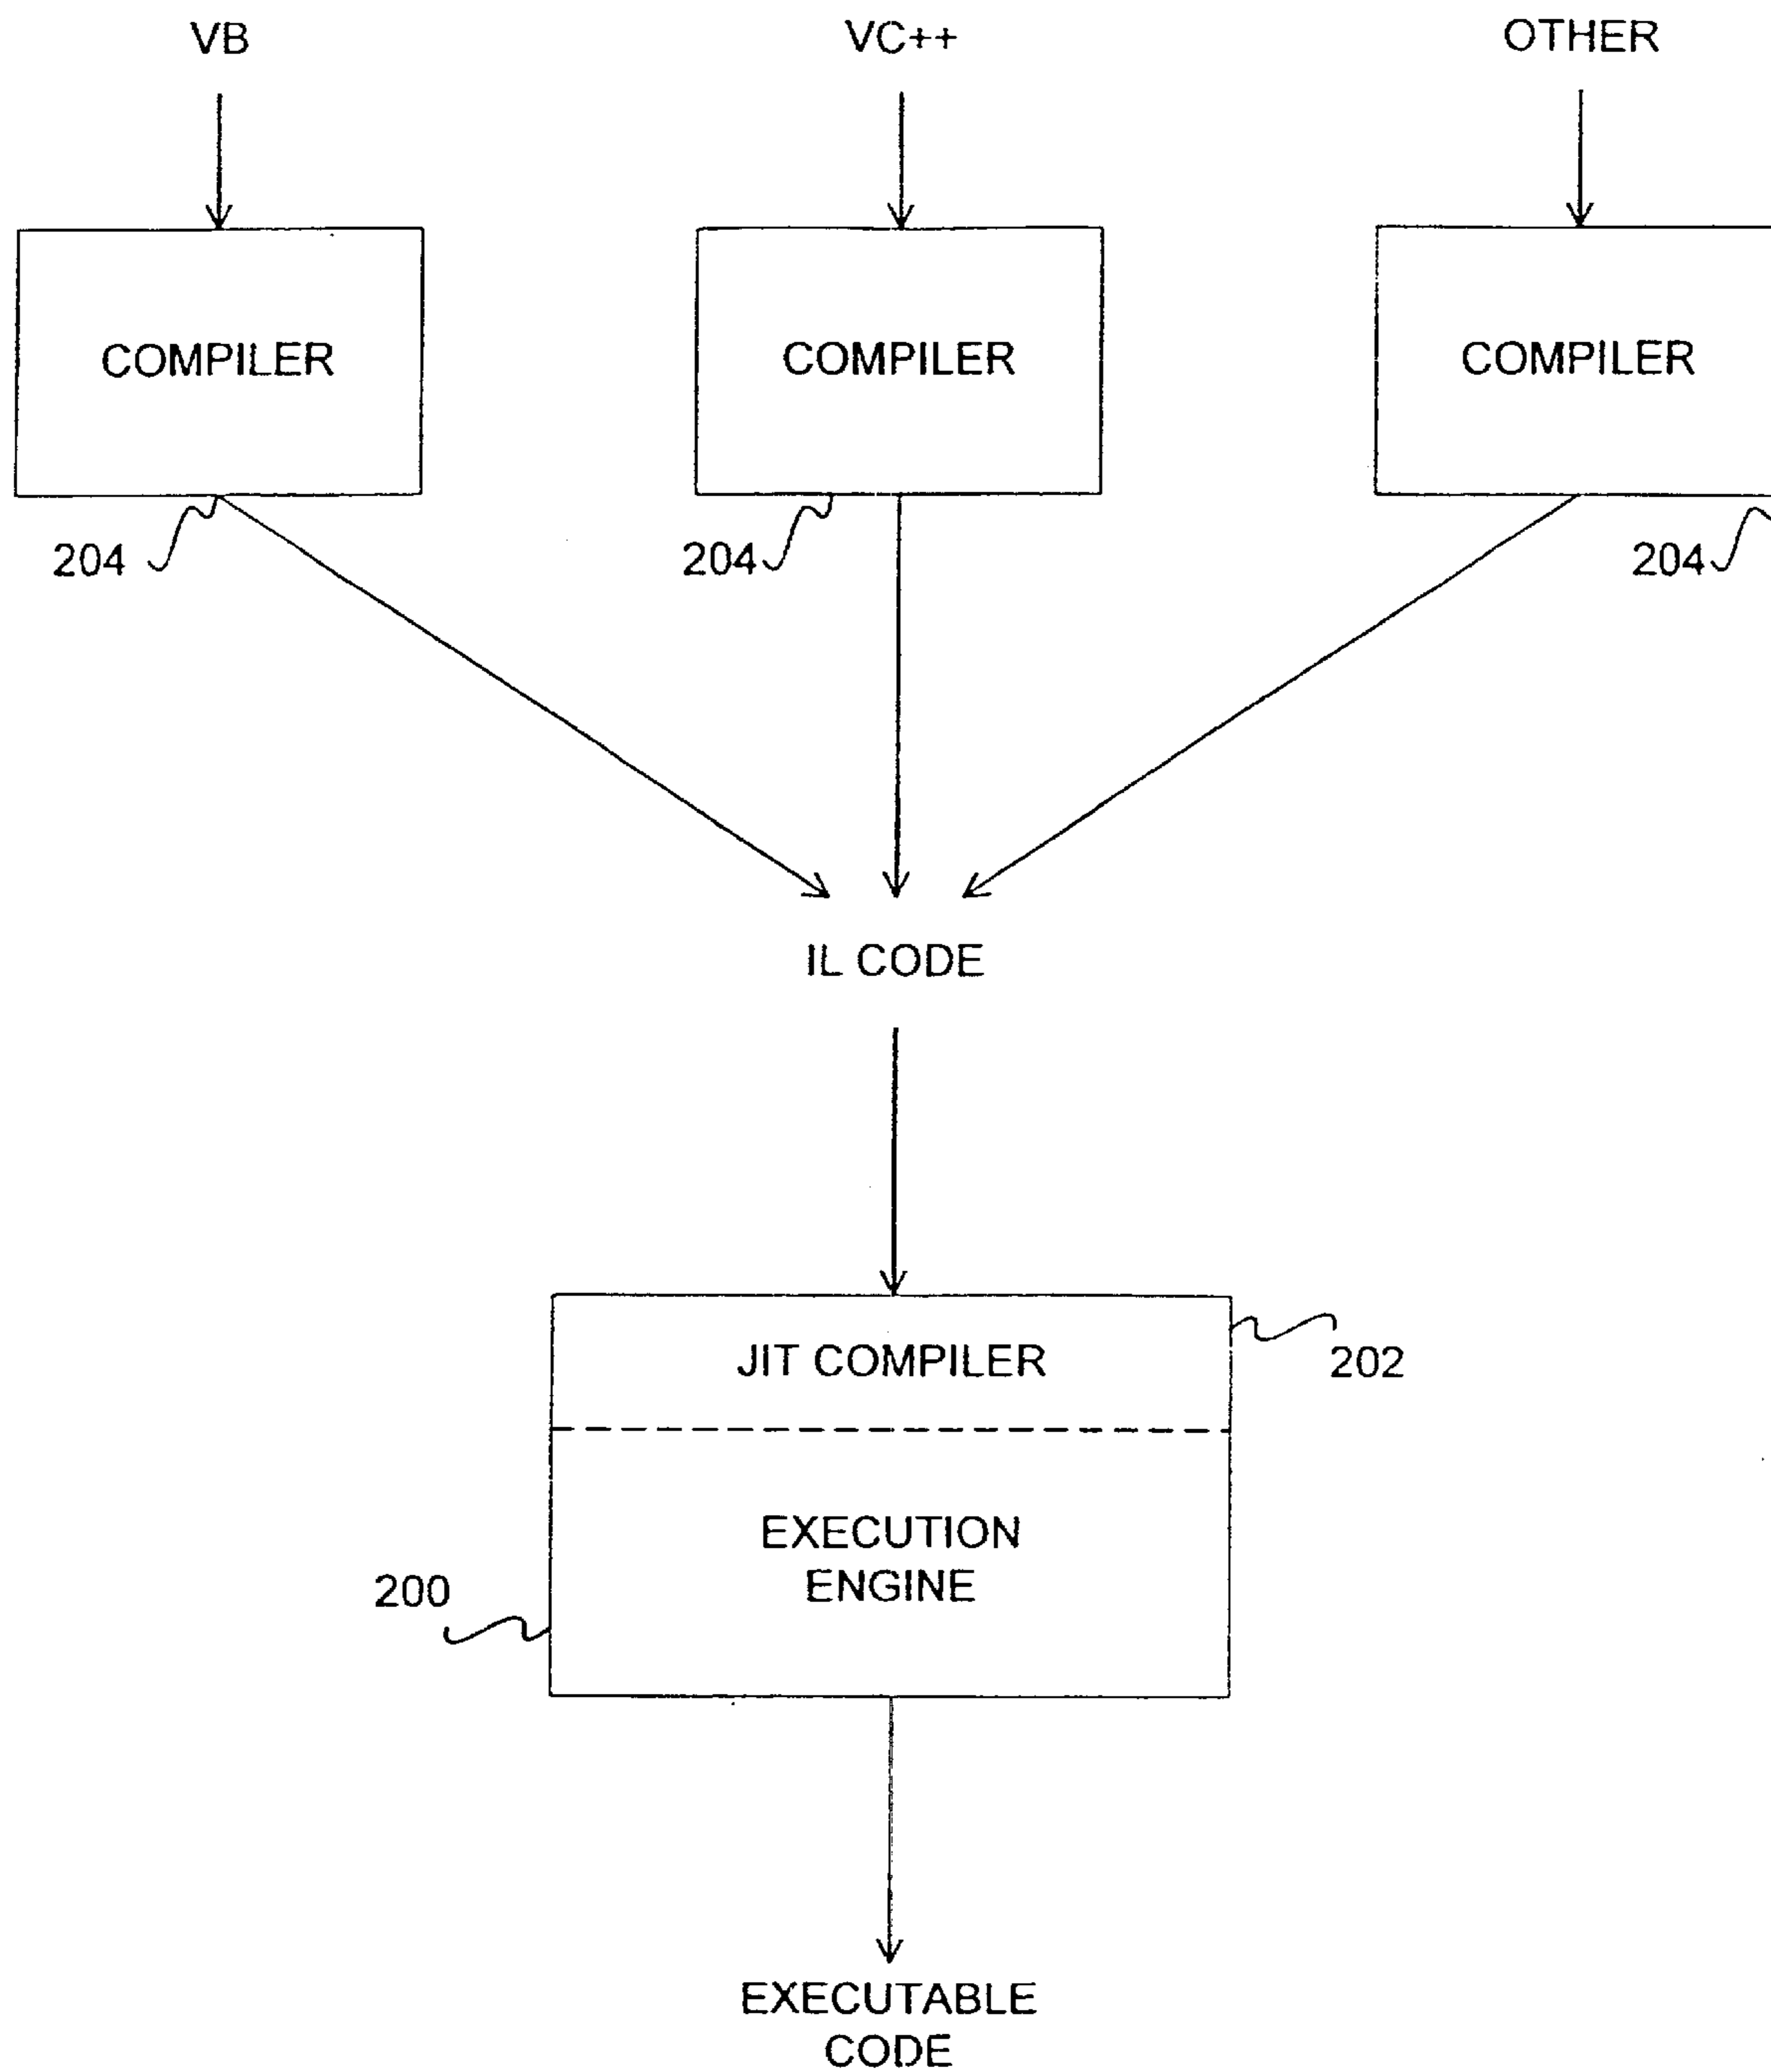 VB
VC++
OTHER
COMPILER
COMPILER
COMPILER
204
204
204
IL CODE
JIT COMPILER
202
EXECUTION
ENGINE
200
EXECUTABLE
CODE